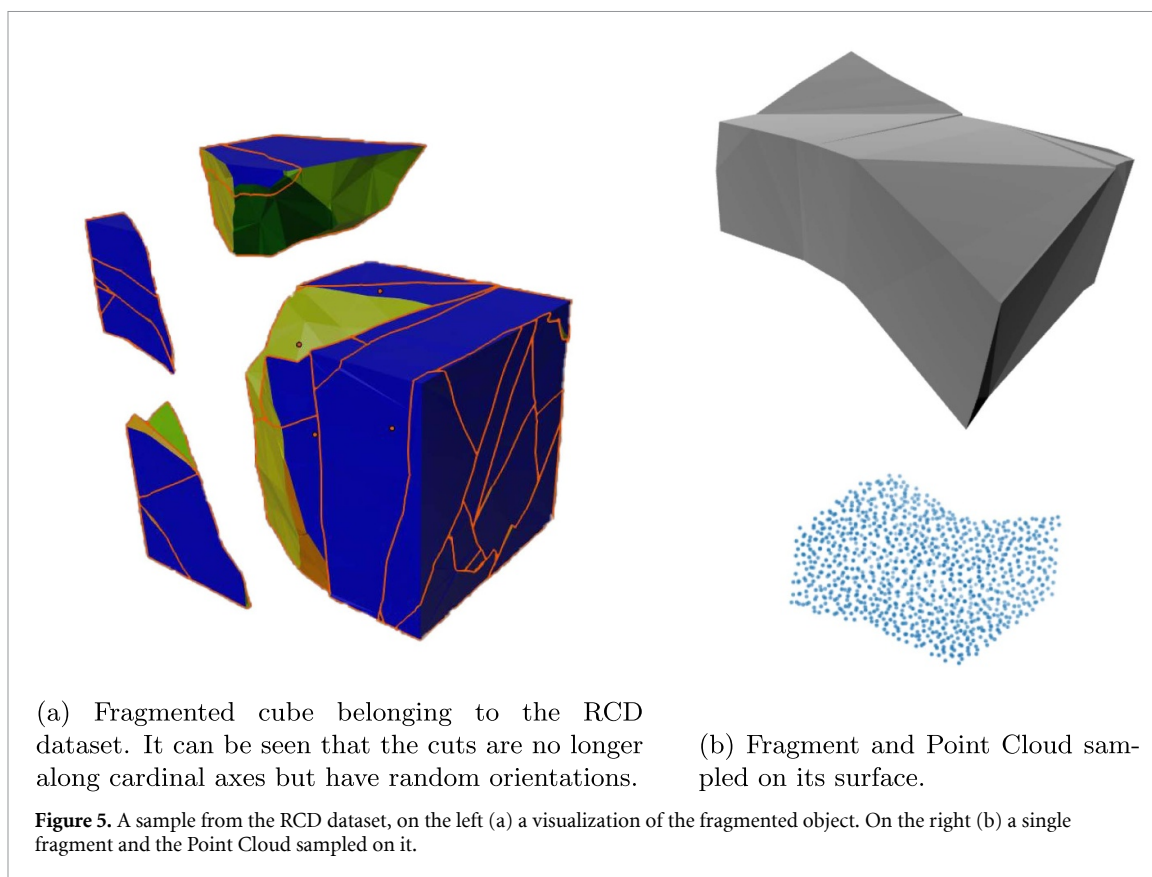 (a) Fragmented cube belonging to the RCD
dataset. It can be seen that the cuts are no longer
along cardinal axes but have random orientations.
(b) Fragment and Point Cloud sam-
pled on its surface.
Figure 5. A sample from the RCD dataset, on the left (a) a visualization of the fragmented object. On the right (b) a single
fragment and the Point Cloud sampled on it.